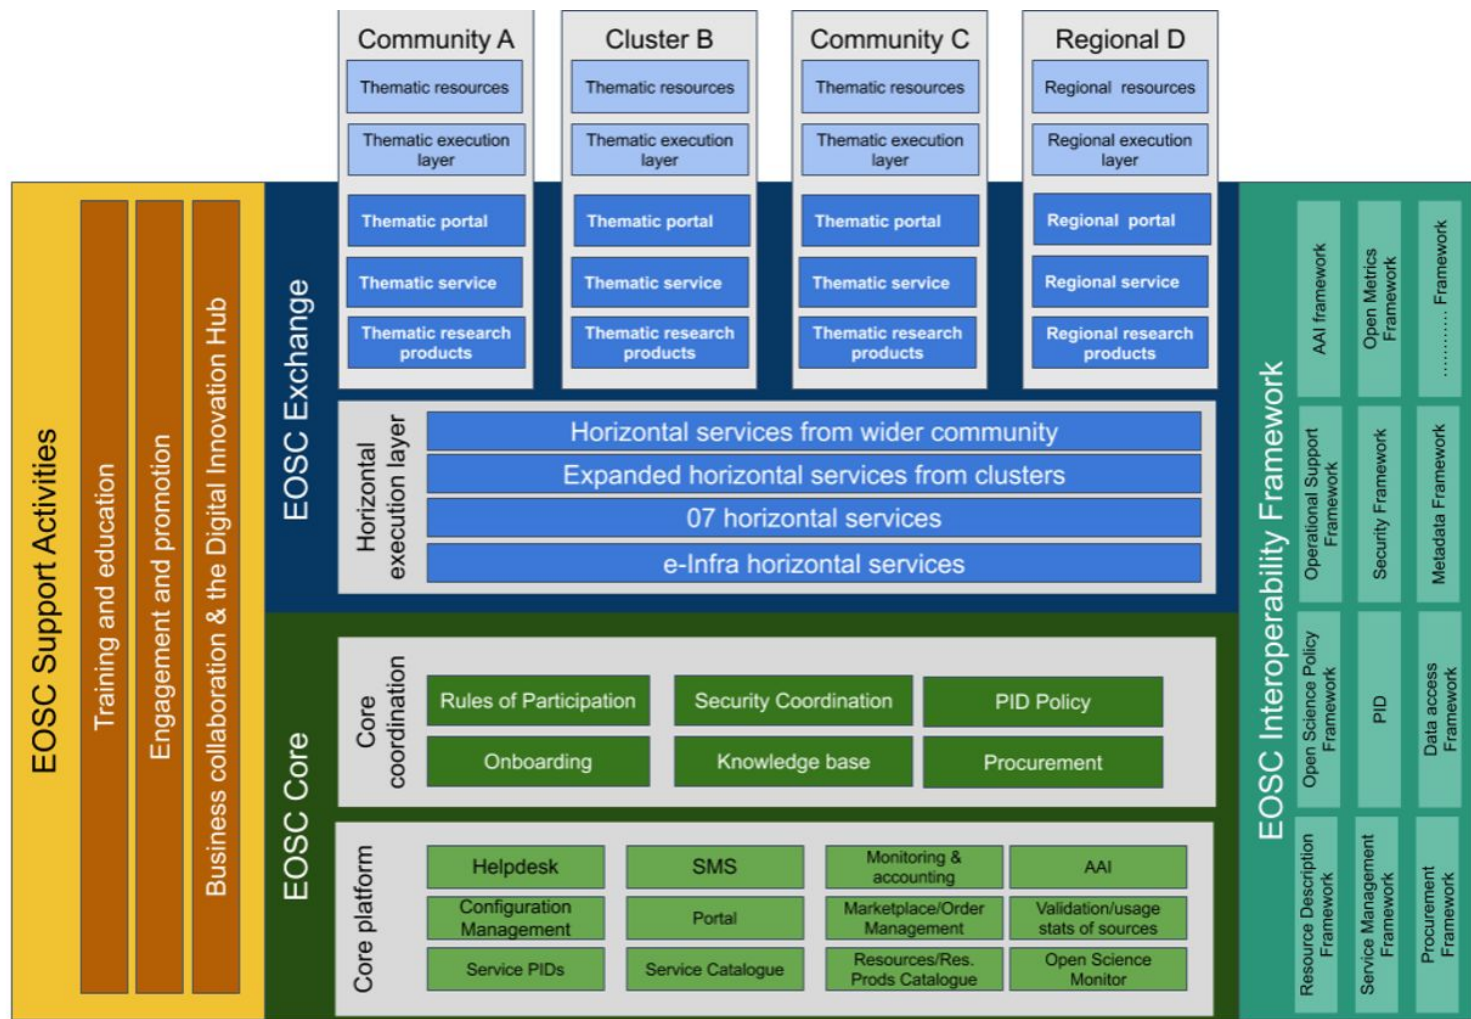 Community A
Cluster B
Community C
Regional D
Thematic resources
Thematic resources
Thematic resources
Regional resources
Thematic execution
layer
Thematic execution
layer
Thematic execution
layer
Regional execution
layer
Thematic portal
Thematic portal
Thematic portal
Regional portal
Thematic service
Thematic service
Thematic service
Regional service
Thematic research
products
Thematic research
products
Thematic research
products
Regional research
products
EOSC Support Activities
Training and education
Engagement and promotion
Business collaboration & the Digital Innovation Hub
EOSC Exchange
Horizontal
execution layer
Horizontal services from wider community
Expanded horizontal services from clusters
07 horizontal services
e-Infra horizontal services
EOSC Core
Core
coordination
Rules of Participation
Security Coordination
PID Policy
Onboarding
Knowledge base
Procurement
Core platform
Helpdesk
SMS
Monitoring &
accounting
AAI
Configuration
Management
Portal
Marketplace/Order
Management
Validation/usage
stats of sources
Service PIDs
Service Catalogue
Resources/Res.
Prods Catalogue
Open Science
Monitor
EOSC Interoperability Framework
AAI framework
Open Metrics
Framework
........... Framework
Operational Support
Framework
Security Framework
Metadata Framework
Open Science Policy
Framework
PID
Data access
Framework
Resource Description
Framework
Service Management
Framework
Procurement
Framework